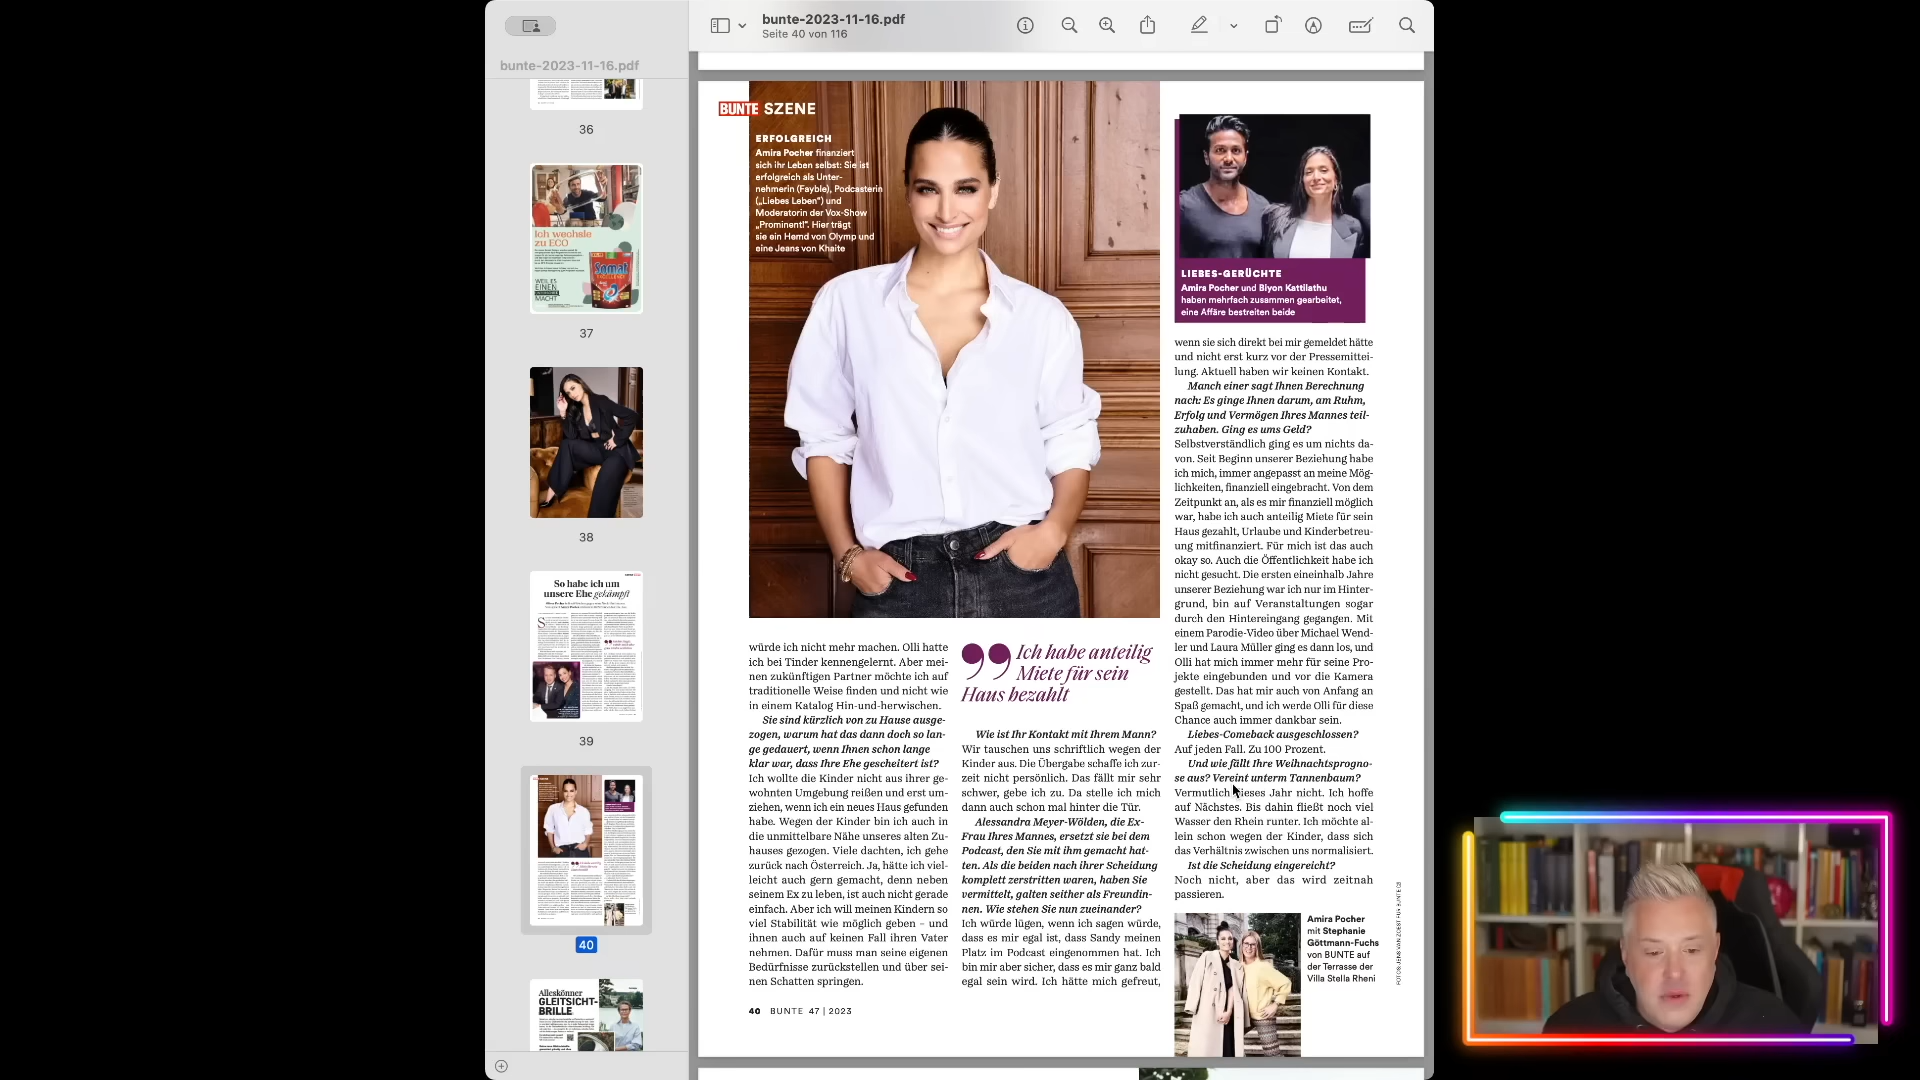 bunte-2023-11-16.pdf
Seite 40 von 116
bunte-2023-11-16.pdf
36
Ich wechsle
zu ECO
Somat
WEIL ES
EINEN
MACHT
37
38
So habe ich um
unsere Ehe gekämpft
39
40
Alleskönner
GLEITSICHT-
BRILLE
BUNTE SZENE
ERFOLGREICH
Amira Pocher finanziert
sich ihr Leben selbst: Sie ist
erfolgreich als Unter-
nehmerin (Fayble), Podcasterin
(„Liebes Leben“) und
Moderatorin der Vox-Show
„Prominent!“. Hier trägt
sie ein Hemd von Olymp und
eine Jeans von Khaite
würde ich nicht mehr machen. Olli hatte
ich bei Tinder kennengelernt. Aber mei-
nen zukünftigen Partner möchte ich auf
traditionelle Weise finden und nicht wie
in einem Katalog Hin-und-herwischen.
Sie sind kürzlich von zu Hause ausge-
zogen, warum hat das dann doch so lan-
ge gedauert, wenn Ihnen schon lange
klar war, dass Ihre Ehe gescheitert ist?
Ich wollte die Kinder nicht aus ihrer ge-
wohnten Umgebung reißen und erst um-
ziehen, wenn ich ein neues Haus gefunden
habe. Wegen der Kinder bin ich auch in
die unmittelbare Nähe unseres alten Zu-
hauses gezogen. Viele dachten, ich gehe
zurück nach Österreich. Ja, hätte ich viel-
leicht auch gern gemacht, denn neben
seinem Ex zu leben, ist auch nicht gerade
einfach. Aber ich will meinen Kindern so
viel Stabilität wie möglich geben – und
ihnen auch auf keinen Fall ihren Vater
nehmen. Dafür muss man seine eigenen
Bedürfnisse zurückstellen und über sei-
nen Schatten springen.
Ich habe anteilig
Miete für sein
Haus bezahlt
Wie ist Ihr Kontakt mit Ihrem Mann?
Wir tauschen uns schriftlich wegen der
Kinder aus. Die Übergabe schaffe ich zur-
zeit nicht persönlich. Das fällt mir sehr
schwer, gebe ich zu. Da stelle ich mich
dann auch schon mal hinter die Tür.
Alessandra Meyer-Wölden, die Ex-
Frau Ihres Mannes, ersetzt sie bei dem
Podcast, den Sie mit ihm gemacht hat-
ten. Als die beiden nach ihrer Scheidung
komplett zerstritten waren, haben Sie
vermittelt, galten seither als Freundin-
nen. Wie stehen Sie nun zueinander?
Ich würde lügen, wenn ich sagen würde,
dass es mir egal ist, dass Sandy meinen
Platz im Podcast eingenommen hat. Ich
bin mir aber sicher, dass es mir ganz bald
egal sein wird. Ich hätte mich gefreut,
LIEBES-GERÜCHTE
Amira Pocher und Biyon Kattilathu
haben mehrfach zusammen gearbeitet,
eine Affäre bestreiten beide
wenn sie sich direkt bei mir gemeldet hätte
und nicht erst kurz vor der Pressemittei-
lung. Aktuell haben wir keinen Kontakt.
Manch einer sagt Ihnen Berechnung
nach: Es ginge Ihnen darum, am Ruhm,
Erfolg und Vermögen Ihres Mannes teil-
zuhaben. Ging es ums Geld?
Selbstverständlich ging es um nichts da-
von. Seit Beginn unserer Beziehung habe
ich mich, immer angepasst an meine Mög-
lichkeiten, finanziell eingebracht. Von dem
Zeitpunkt an, als es mir finanziell möglich
war, habe ich auch anteilig Miete für sein
Haus gezahlt, Urlaube und Kinderbetreu-
ung mitfinanziert. Für mich ist das auch
okay so. Auch die Öffentlichkeit habe ich
nicht gesucht. Die ersten eineinhalb Jahre
unserer Beziehung war ich nur im Hinter-
grund, bin auf Veranstaltungen sogar
durch den Hintereingang gegangen. Mit
einem Parodie-Video über Michael Wend-
ler und Laura Müller ging es dann los, und
Olli hat mich immer mehr für seine Pro-
jekte eingebunden und vor die Kamera
gestellt. Das hat mir auch von Anfang an
Spaß gemacht, und ich werde Olli für diese
Chance auch immer dankbar sein.
Liebes-Comeback ausgeschlossen?
Auf jeden Fall. Zu 100 Prozent.
Und wie fällt Ihre Weihnachtsprogno-
se aus? Vereint unterm Tannenbaum?
Vermutlich dieses Jahr nicht. Ich hoffe
auf Nächstes. Bis dahin fließt noch viel
Wasser den Rhein runter. Ich möchte al-
lein schon wegen der Kinder, dass sich
das Verhältnis zwischen uns normalisiert.
Ist die Scheidung eingereicht?
Noch nicht, aber das wird zeitnah
passieren.
Amira Pocher
mit Stephanie
Göttmann-Fuchs
von BUNTE auf
der Terrasse der
Villa Stella Rheni
40 BUNTE 47 | 2023